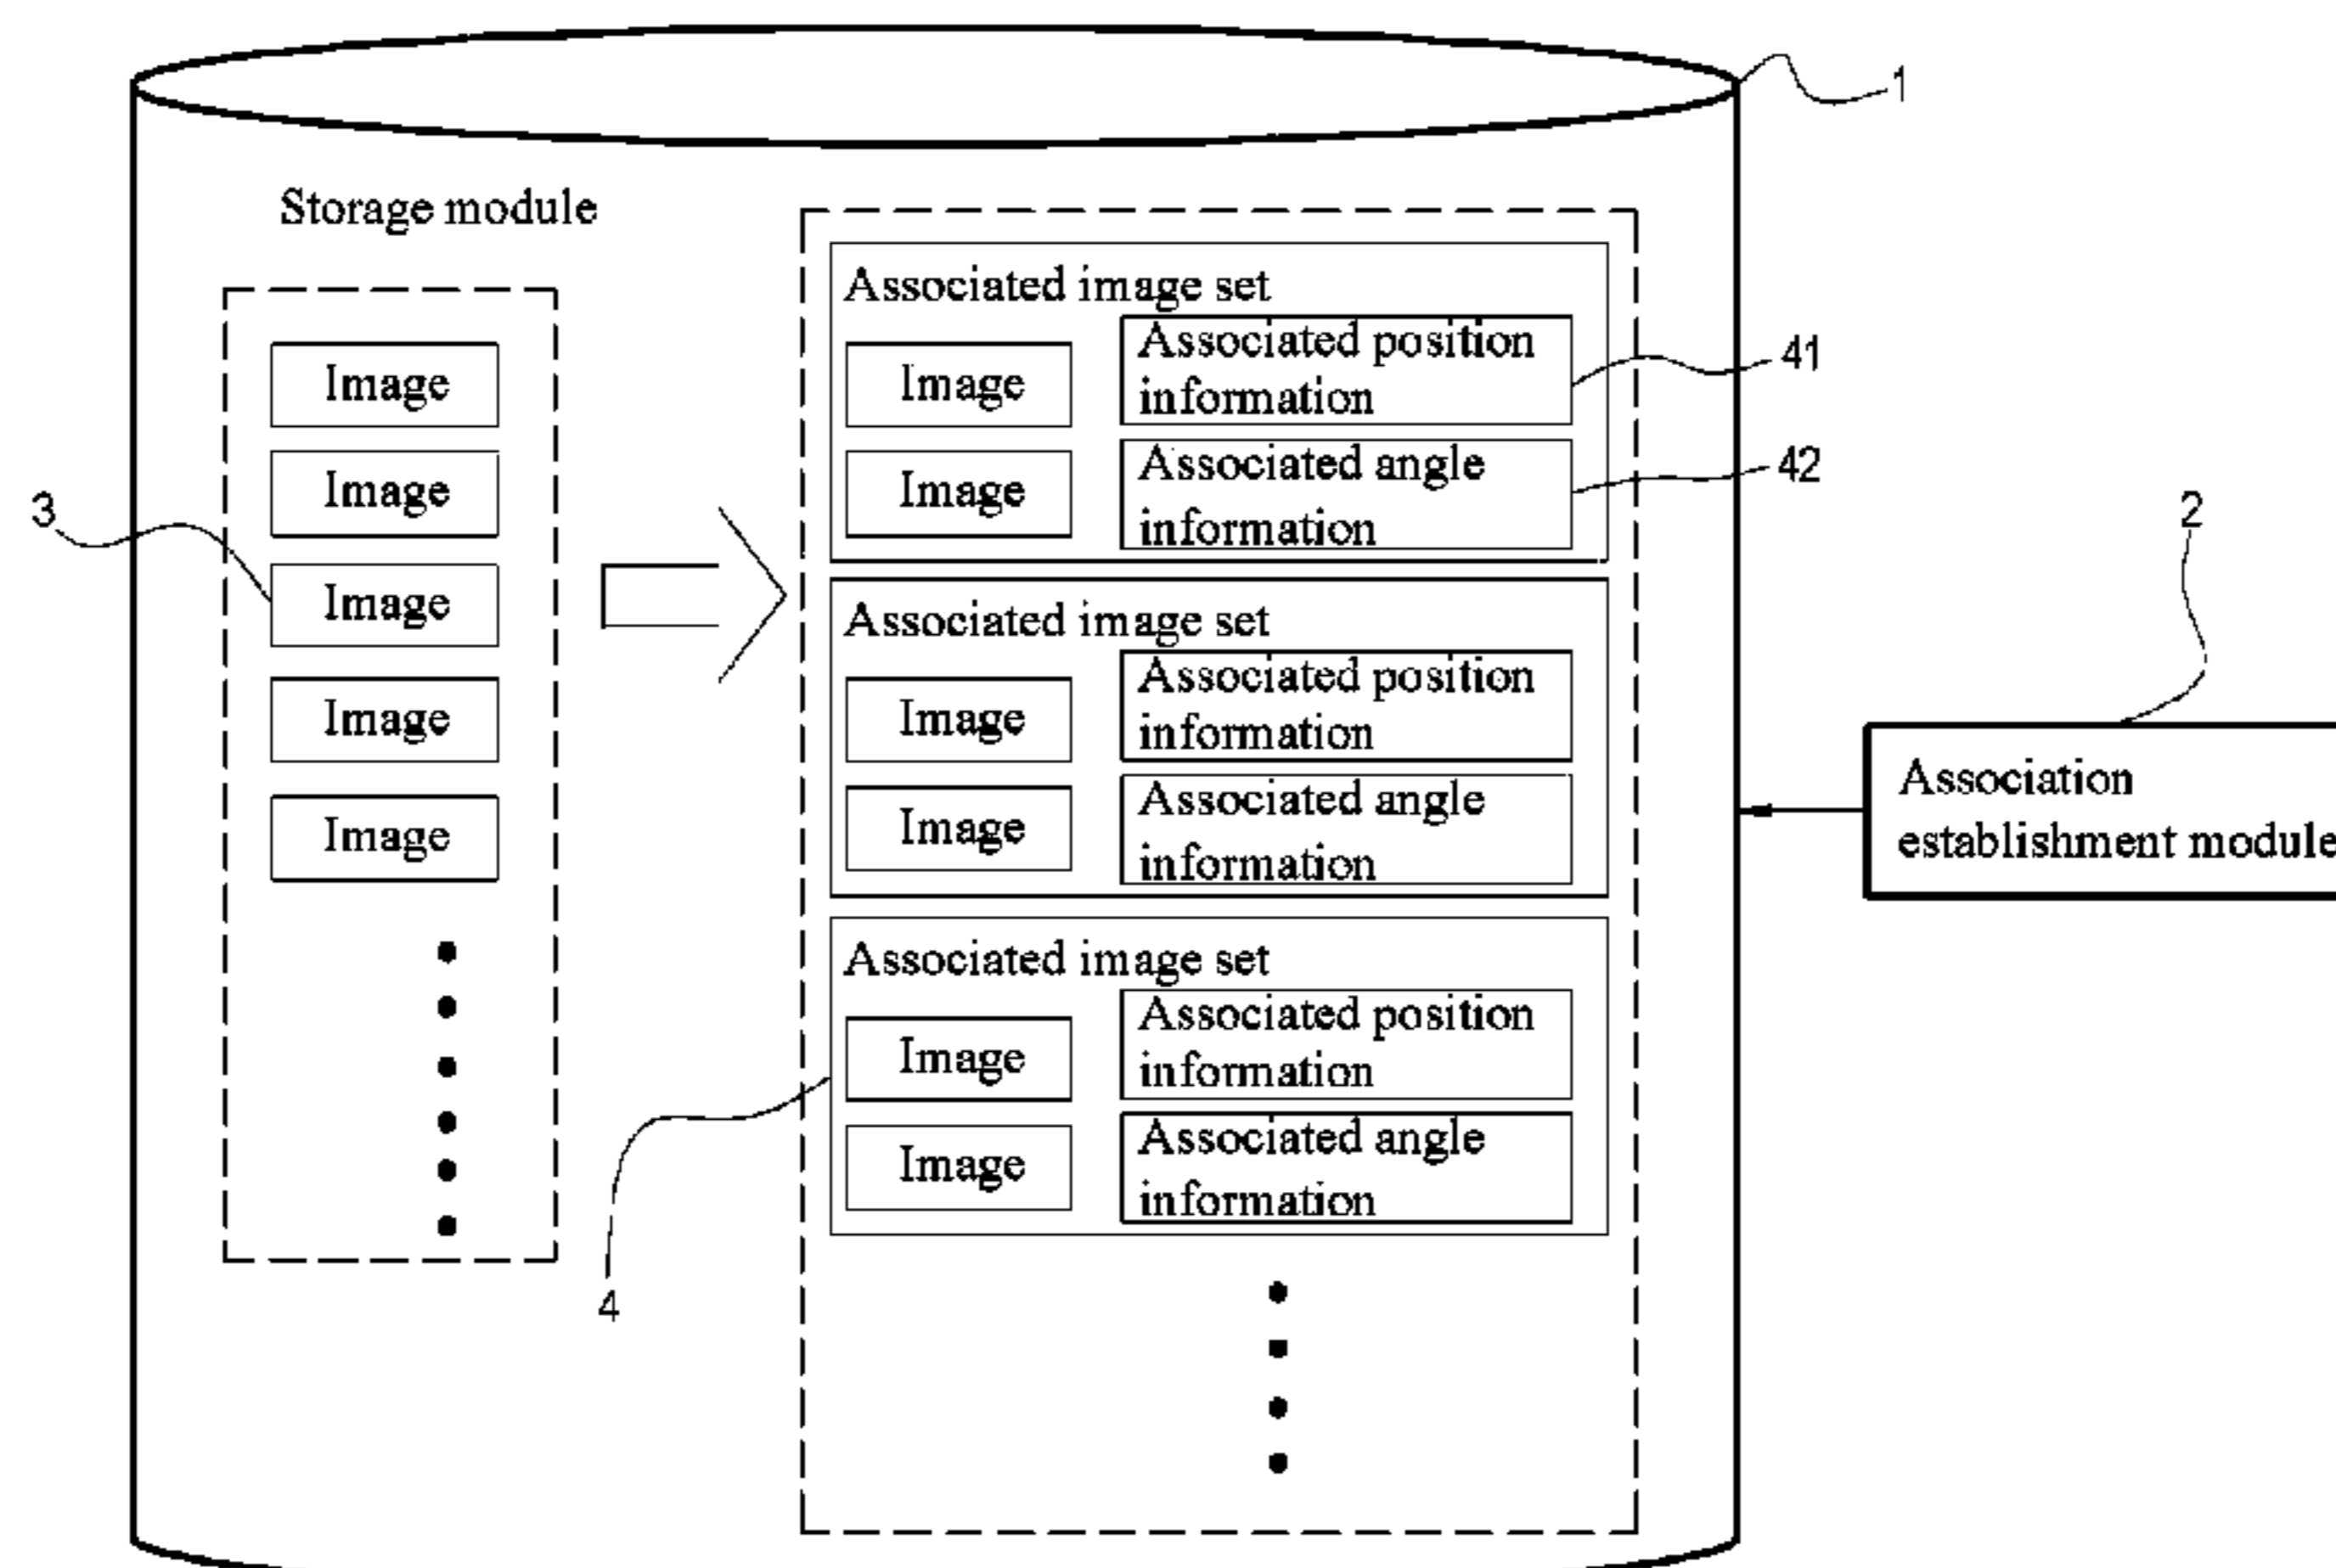 1
Storage module
Image
Image
3
Image
Image
Image
Associated image set
Image
Associated position
information
41
Image
Associated angle
information
42
Associated image set
Image
Associated position
information
Image
Associated angle
information
Associated image set
Image
Associated position
information
Image
Associated angle
information
4
2
Association
establishment module